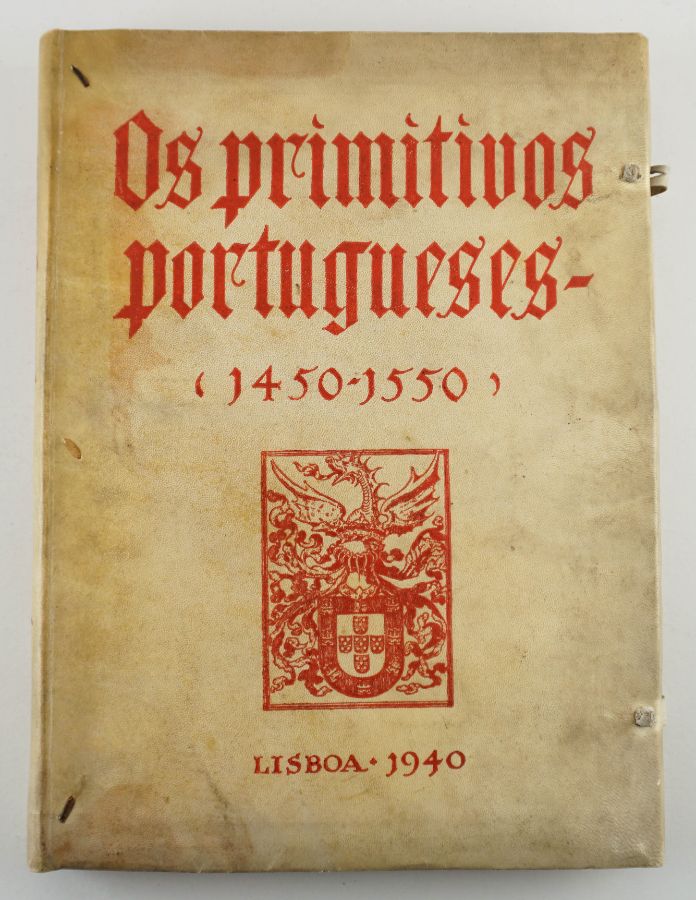 Os primitivos
portugueses-
(1450-1550)
LISBOA · 1940